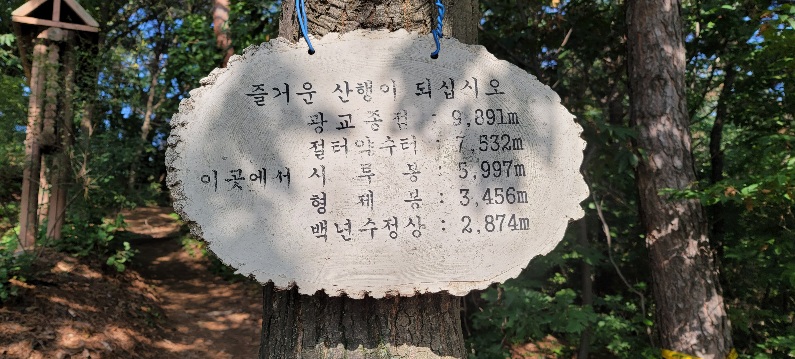 즐거운 산행이 되십시오
광교종점 : 9,891m
절터약수터 : 7,532m
이곳에서 시루봉 : 5,997m
형제봉 : 3,456m
백년수정상 : 2,874m